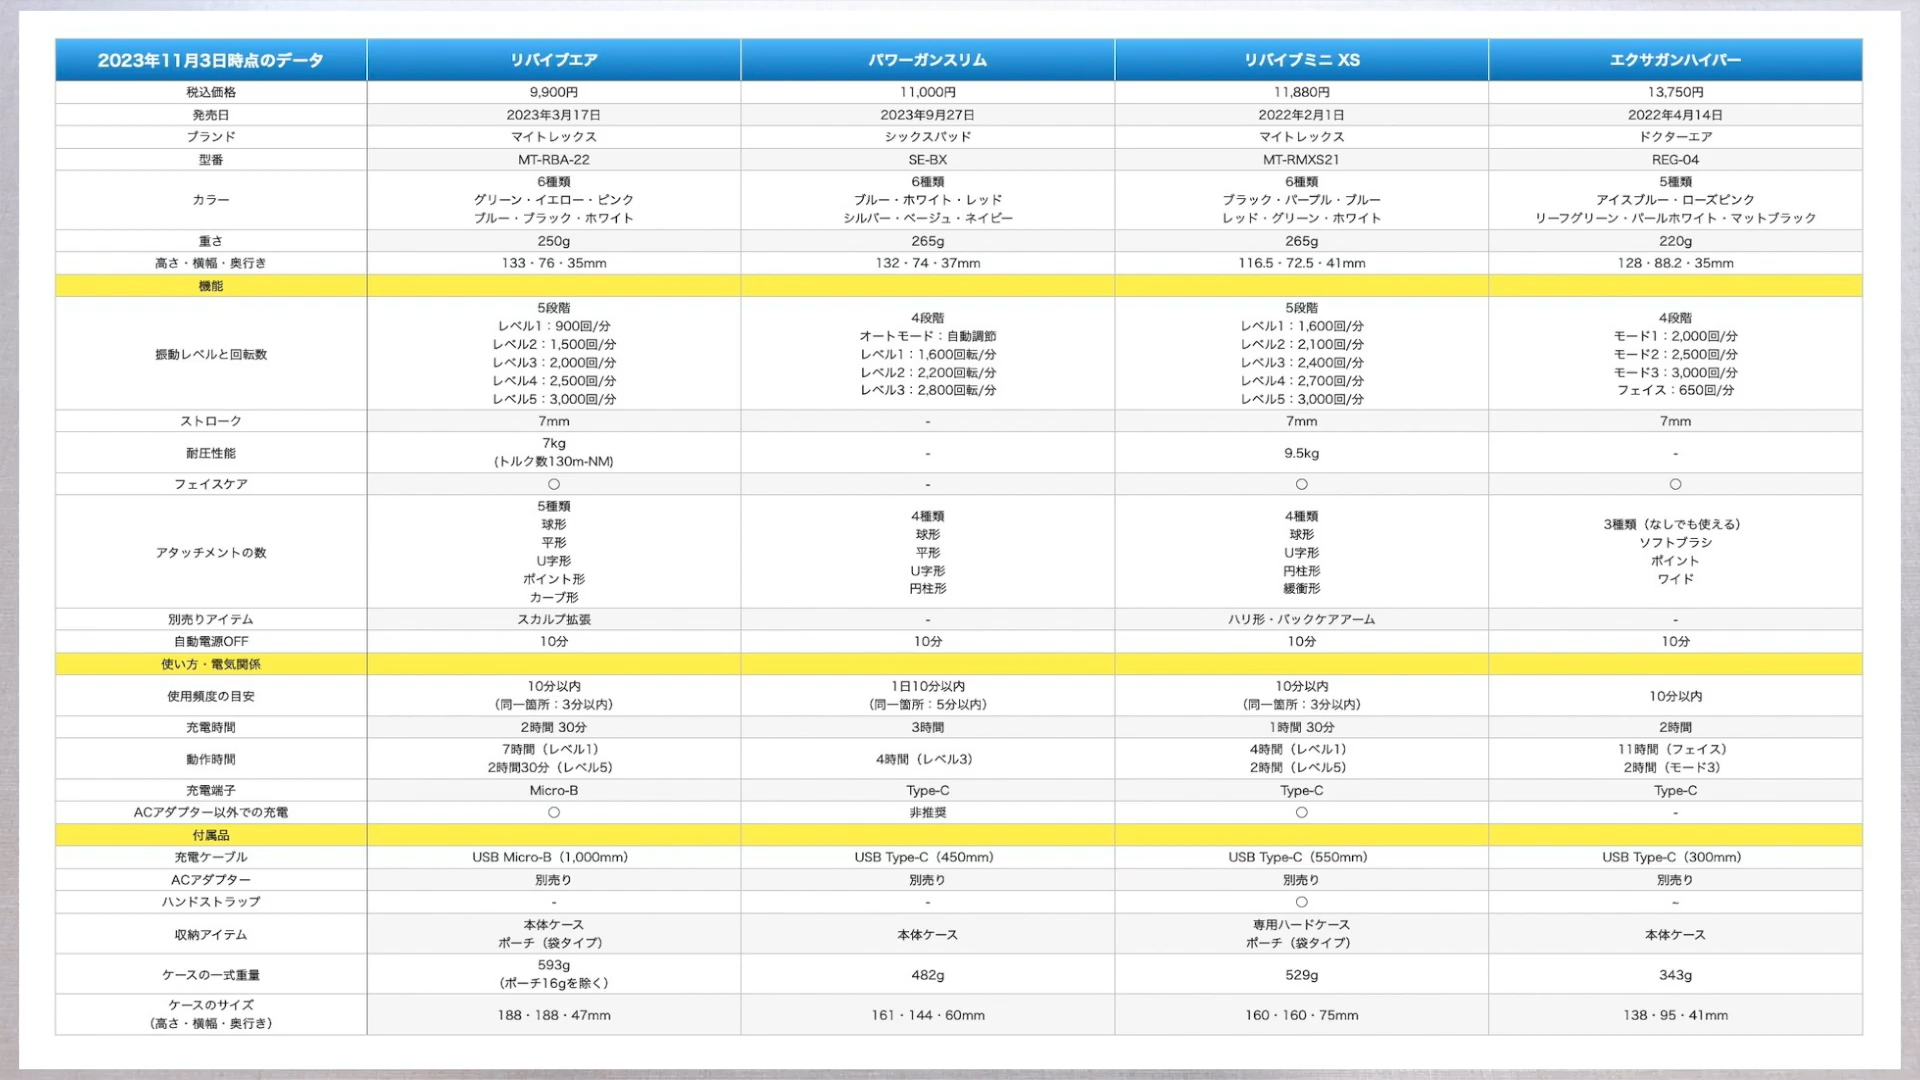 2023年11月3日時点のデータ リバイブエア パワーガンスリム リバイブミニ XS エクサガンハイパー
税込価格 9,900円 11,000円 11,880円 13,750円
発売日 2023年3月17日 2023年9月27日 2022年2月1日 2022年4月14日
ブランド マイトレックス シックスパッド マイトレックス ドクターエア
型番 MT-RBA-22 SE-BX MT-RMXS21 REG-04
カラー
6種類
グリーン・イエロー・ピンク
ブルー・ブラック・ホワイト
6種類
ブルー・ホワイト・レッド
シルバー・ベージュ・ネイビー
6種類
ブラック・パープル・ブルー
レッド・グリーン・ホワイト
5種類
アイスブルー・ローズピンク
リーフグリーン・パールホワイト・マットブラック
重さ 250g 265g 265g 220g
高さ・横幅・奥行き 133・76・35mm 132・74・37mm 116.5・72.5・41mm 128・88.2・35mm
機能
振動レベルと回転数
5段階
レベル1：900回/分
レベル2：1,500回/分
レベル3：2,000回/分
レベル4：2,500回/分
レベル5：3,000回/分
4段階
オートモード：自動調節
レベル1：1,600回転/分
レベル2：2,200回転/分
レベル3：2,800回転/分
5段階
レベル1：1,600回/分
レベル2：2,100回/分
レベル3：2,400回/分
レベル4：2,700回/分
レベル5：3,000回/分
4段階
モード1：2,000回/分
モード2：2,500回/分
モード3：3,000回/分
フェイス：650回/分
ストローク 7mm - 7mm 7mm
耐圧性能
7kg
(トルク数130m-NM)
-
9.5kg
-
フェイスケア ○ - ○ ○
アタッチメントの数
5種類
球形
平形
U字形
ポイント形
カーブ形
4種類
球形
平形
U字形
円柱形
4種類
球形
U字形
円柱形
緩衝形
3種類（なしでも使える）
ソフトブラシ
ポイント
ワイド
別売りアイテム スカルプ拡張 - ハリ形・バックケアアーム -
自動電源OFF 10分 10分 10分 10分
使い方・電気関係
使用頻度の目安
10分以内
（同一箇所：3分以内）
1日10分以内
（同一箇所：5分以内）
10分以内
（同一箇所：3分以内）
10分以内
充電時間 2時間 30分 3時間 1時間 30分 2時間
動作時間
7時間（レベル1）
2時間30分（レベル5）
4時間（レベル3）
4時間（レベル1）
2時間（レベル5）
11時間（フェイス）
2時間（モード3）
充電端子 Micro-B Type-C Type-C Type-C
ACアダプター以外での充電 ○ 非推奨 ○ -
付属品
充電ケーブル USB Micro-B（1,000mm） USB Type-C（450mm） USB Type-C（550mm） USB Type-C（300mm）
ACアダプター 別売り 別売り 別売り 別売り
ハンドストラップ - - ○ ~
収納アイテム
本体ケース
ポーチ（袋タイプ）
本体ケース
専用ハードケース
ポーチ（袋タイプ）
本体ケース
ケースの一式重量
593g
（ポーチ16gを除く）
482g
529g
343g
ケースのサイズ
（高さ・横幅・奥行き）
188・188・47mm
161・144・60mm
160・160・75mm
138・95・41mm